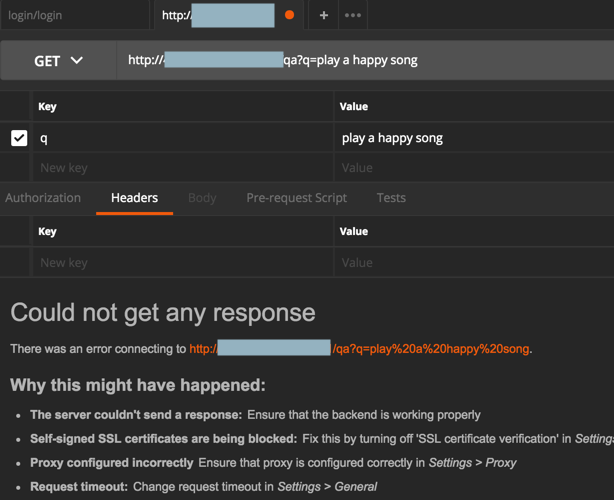 login/login http:/ + •••
GET http:// qa?q=play a happy song
Key Value
q play a happy song
New key Value
Authorization Headers Body Pre-request Script Tests
Key Value
New key Value
Could not get any response
There was an error connecting to http:/ /qa?q=play%20a%20happy%20song.
Why this might have happened:
• The server couldn't send a response: Ensure that the backend is working properly
• Self-signed SSL certificates are being blocked: Fix this by turning off 'SSL certificate verification' in Settings
• Proxy configured incorrectly Ensure that proxy is configured correctly in Settings > Proxy
• Request timeout: Change request timeout in Settings > General